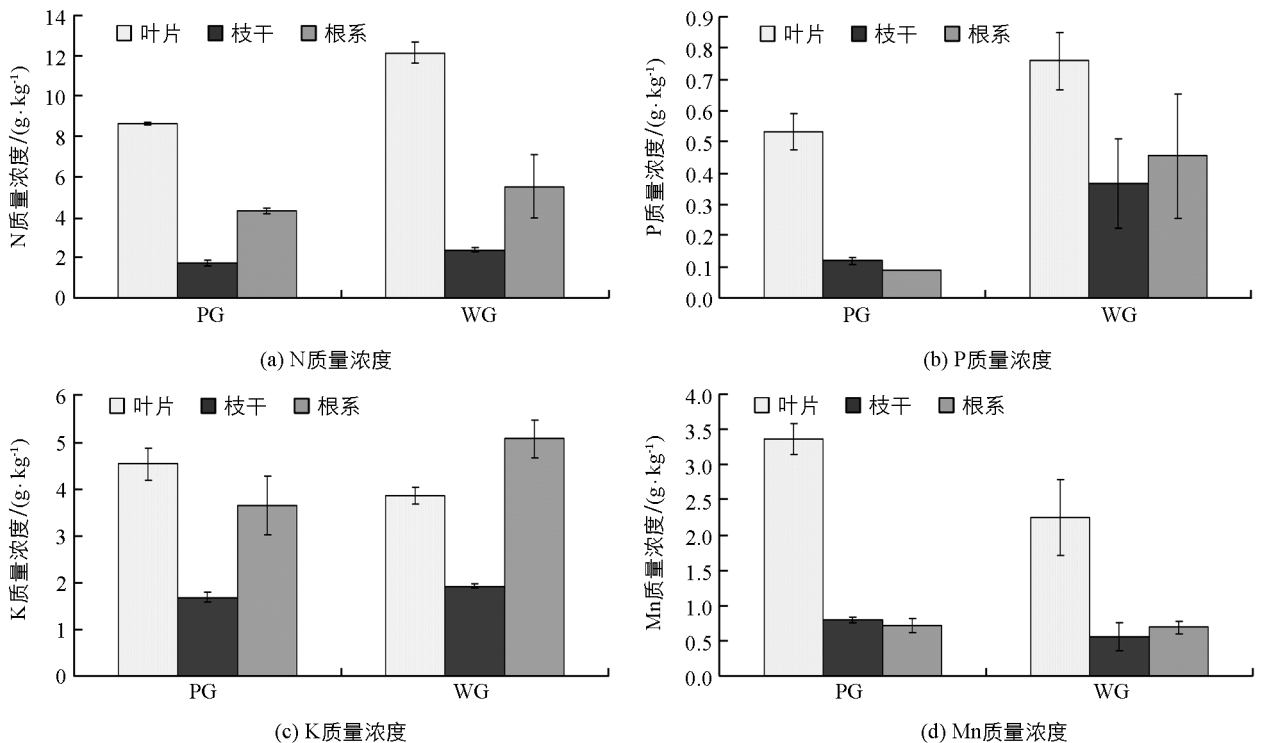 N质量浓度/(g·kg⁻¹)
14
12
10
8
6
4
2
0
叶片 枝干 根系
PG WG
(a) N质量浓度
P质量浓度/(g·kg⁻¹)
0.9
0.8
0.7
0.6
0.5
0.4
0.3
0.2
0.1
0.0
叶片 枝干 根系
PG WG
(b) P质量浓度
K质量浓度/(g·kg⁻¹)
6
5
4
3
2
1
0
叶片 枝干 根系
PG WG
(c) K质量浓度
Mn质量浓度/(g·kg⁻¹)
4.0
3.5
3.0
2.5
2.0
1.5
1.0
0.5
0.0
叶片 枝干 根系
PG WG
(d) Mn质量浓度